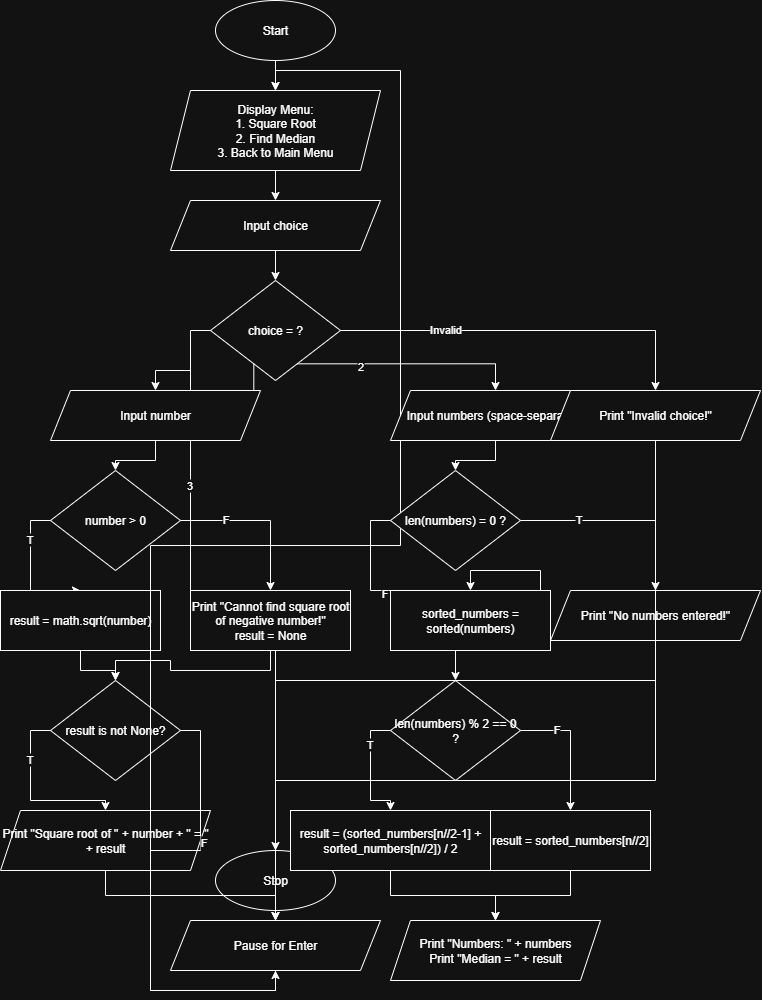 Start
Display Menu:
1. Square Root
2. Find Median
3. Back to Main Menu
Input choice
choice = ?
Invalid
2
Input number
Input numbers (space-separa
Print "Invalid choice!"
3
number > 0
F
len(numbers) = 0 ?
T
T
F
result = math.sqrt(number)
Print "Cannot find square root
of negative number!"
result = None
sorted_numbers =
sorted(numbers)
Print "No numbers entered!"
result is not None?
len(numbers) % 2 == 0
?
F
T
T
Print "Square root of " + number + " = "
+ result
F
result = (sorted_numbers[n//2-1] +
sorted_numbers[n//2]) / 2
result = sorted_numbers[n//2]
Stop
Pause for Enter
Print "Numbers: " + numbers
Print "Median = " + result